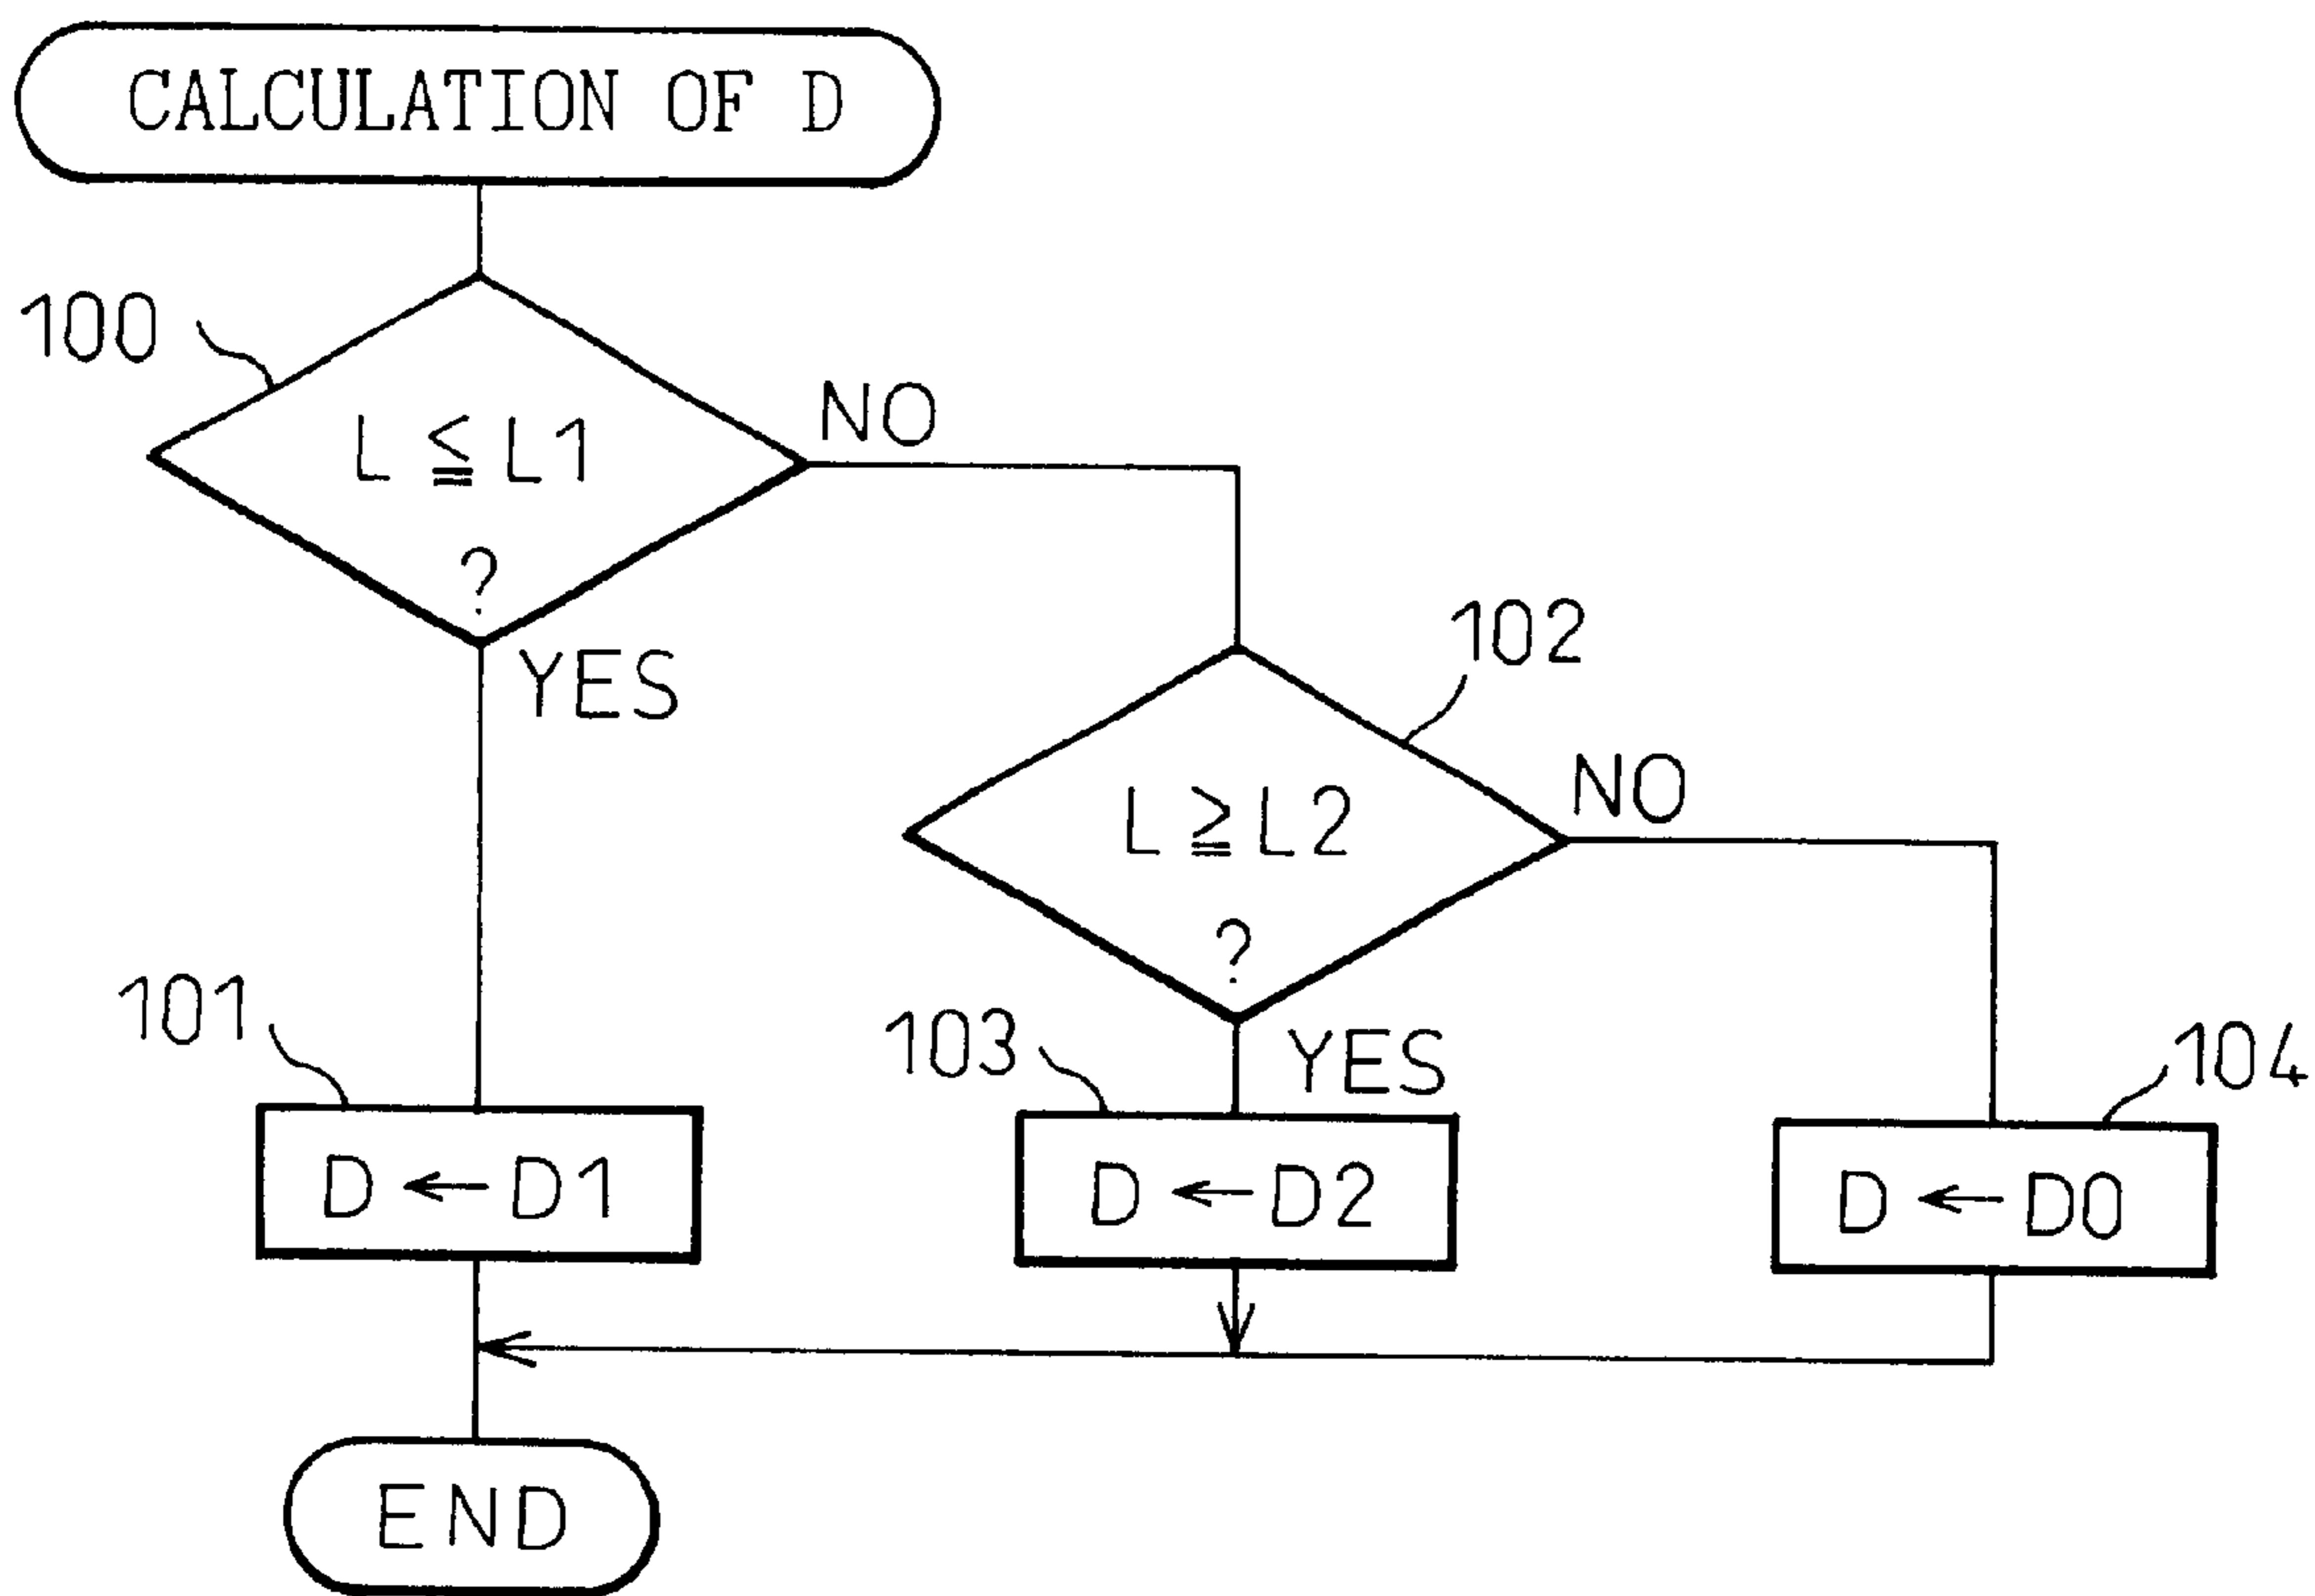 CALCULATION OF D
100
L ≦ L1
?
NO
YES
102
L ≧ L2
?
NO
YES
101
D ← D1
103
D ← D2
104
D ← D0
END